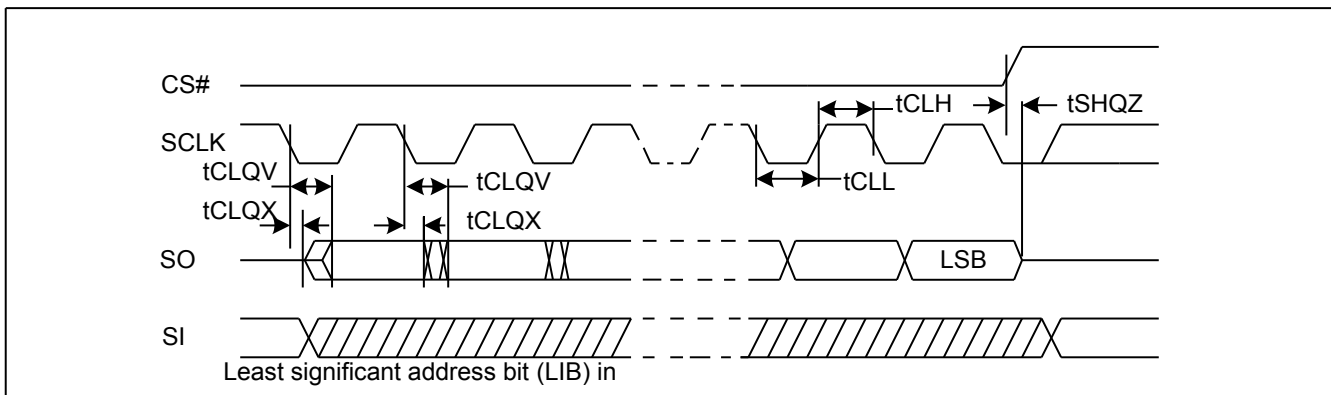 CS#
tCLH
tSHQZ
SCLK
tCLQV
tCLQV
tCLL
tCLQX
tCLQX
SO
LSB
SI
Least significant address bit (LIB) in